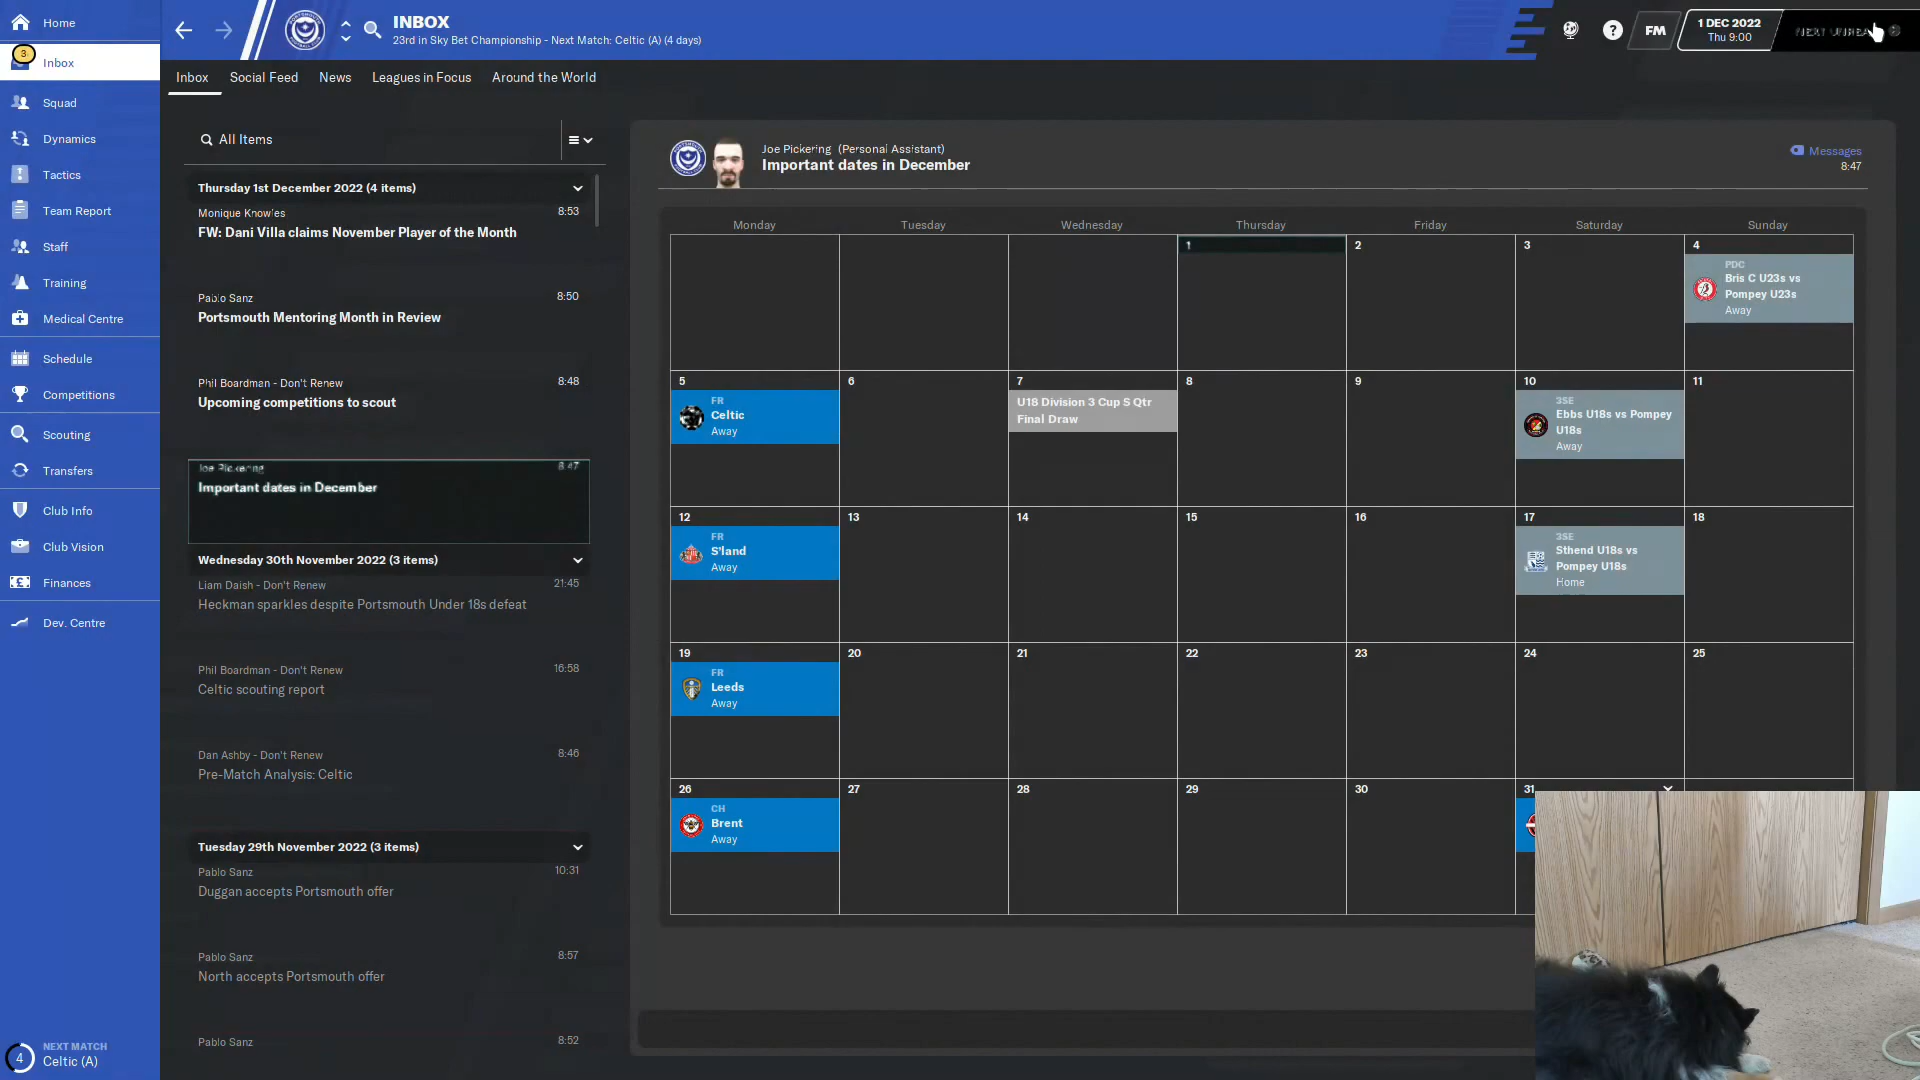 Home
3
Inbox
Squad
Dynamics
Tactics
Team Report
Staff
Training
Medical Centre
Schedule
Competitions
Scouting
Transfers
Club Info
Club Vision
Finances
Dev. Centre
4
NEXT MATCH
Celtic (A)
INBOX
23rd in Sky Bet Championship - Next Match: Celtic (A) (4 days)
?
FM
1 DEC 2022
Thu 9:00
Inbox Social Feed News Leagues in Focus Around the World
All Items
Thursday 1st December 2022 (4 items)
Monique Knowles 8:53
FW: Dani Villa claims November Player of the Month
Pablo Sanz 8:50
Portsmouth Mentoring Month in Review
Phil Boardman - Don't Renew 8:48
Upcoming competitions to scout
Joe Pickering 8:47
Important dates in December
Wednesday 30th November 2022 (3 items)
Liam Daish - Don't Renew 21:45
Heckman sparkles despite Portsmouth Under 18s defeat
Phil Boardman - Don't Renew 16:58
Celtic scouting report
Dan Ashby - Don't Renew 8:46
Pre-Match Analysis: Celtic
Tuesday 29th November 2022 (3 items)
Pablo Sanz 10:31
Duggan accepts Portsmouth offer
Pablo Sanz 8:57
North accepts Portsmouth offer
Pablo Sanz 8:52
Joe Pickering (Personal Assistant)
Important dates in December
Messages
8:47
Monday Tuesday Wednesday Thursday Friday Saturday Sunday
1 2 3 4
PDC
Bris C U23s vs
Pompey U23s
Away
5 6 7 8 9 10 11
FR
Celtic
Away
U18 Division 3 Cup S Qtr
Final Draw
3SE
Ebbs U18s vs Pompey
U18s
Away
12 13 14 15 16 17 18
FR
S'land
Away
3SE
Sthend U18s vs
Pompey U18s
Home
19 20 21 22 23 24 25
FR
Leeds
Away
26 27 28 29 30 31
CH
Brent
Away